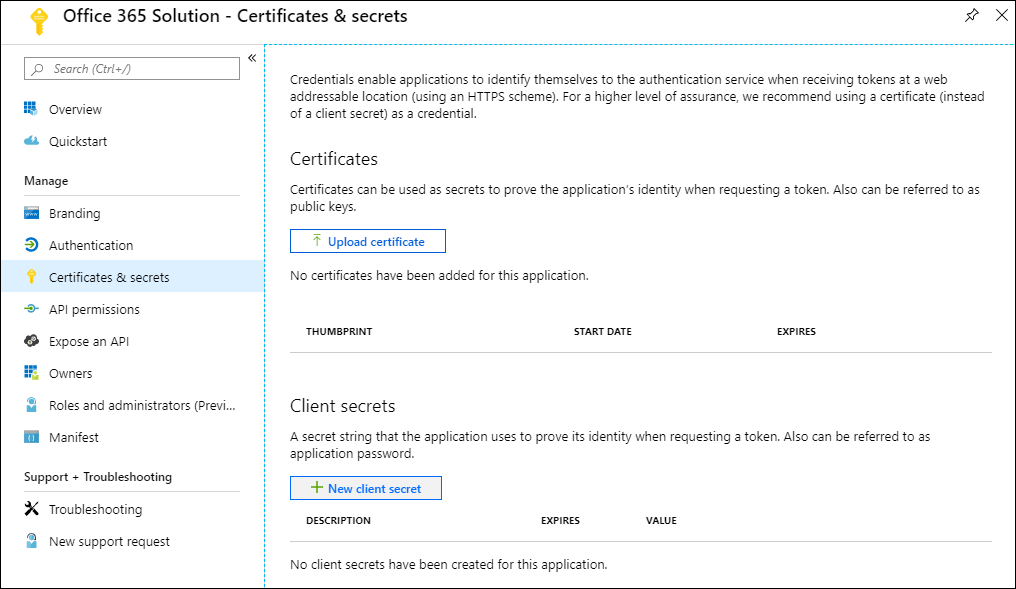 Office 365 Solution - Certificates & secrets
Search (Ctrl+/)
«
Overview
Quickstart
Manage
Branding
Authentication
Certificates & secrets
API permissions
Expose an API
Owners
Roles and administrators (Previ...
Manifest
Support + Troubleshooting
Troubleshooting
New support request
Credentials enable applications to identify themselves to the authentication service when receiving tokens at a web
addressable location (using an HTTPS scheme). For a higher level of assurance, we recommend using a certificate (instead
of a client secret) as a credential.
Certificates
Certificates can be used as secrets to prove the application's identity when requesting a token. Also can be referred to as
public keys.
Upload certificate
No certificates have been added for this application.
THUMBPRINT START DATE EXPIRES
Client secrets
A secret string that the application uses to prove its identity when requesting a token. Also can be referred to as
application password.
New client secret
DESCRIPTION EXPIRES VALUE
No client secrets have been created for this application.